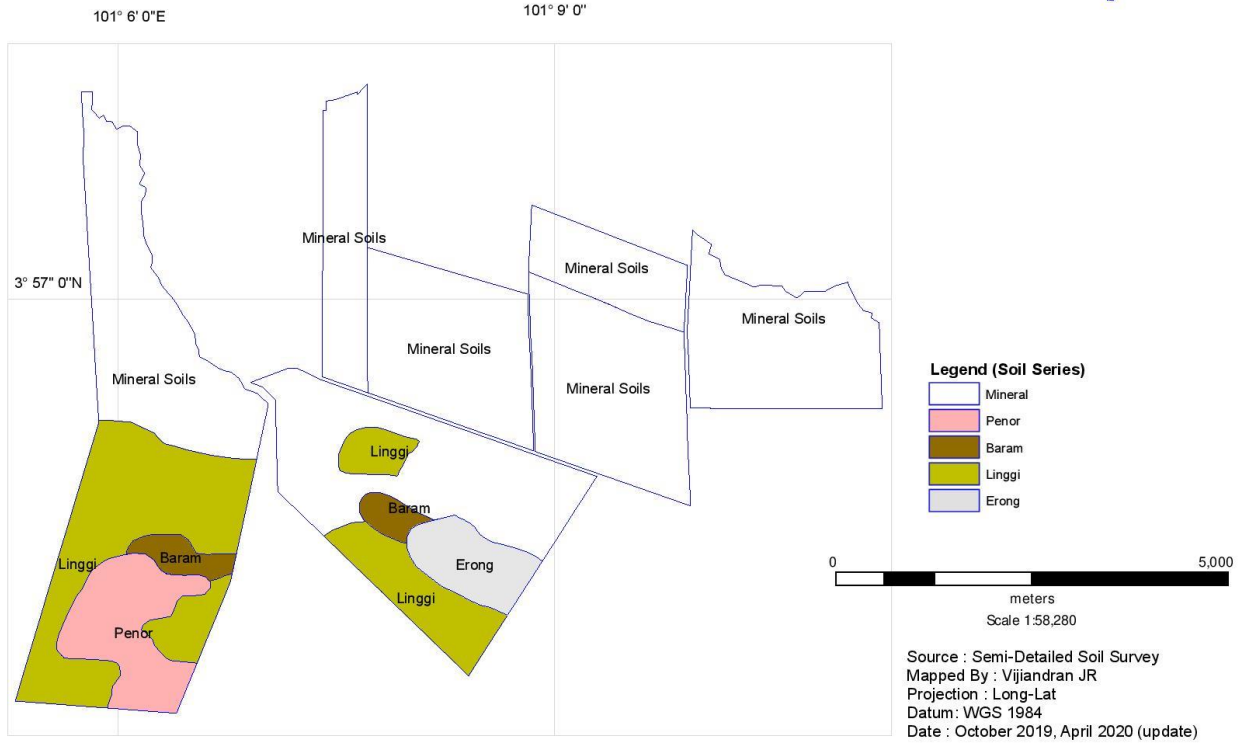 101° 6' 0"E
101° 9' 0"
3° 57" 0"N
Mineral Soils
Mineral Soils
Mineral Soils
Mineral Soils
Mineral Soils
Mineral Soils
Linggi
Baram
Erong
Linggi
Linggi
Baram
Penor
Legend (Soil Series)
Mineral
Penor
Baram
Linggi
Erong
0 5,000
meters
Scale 1:58,280
Source : Semi-Detailed Soil Survey
Mapped By : Vijiandran JR
Projection : Long-Lat
Datum: WGS 1984
Date : October 2019, April 2020 (update)